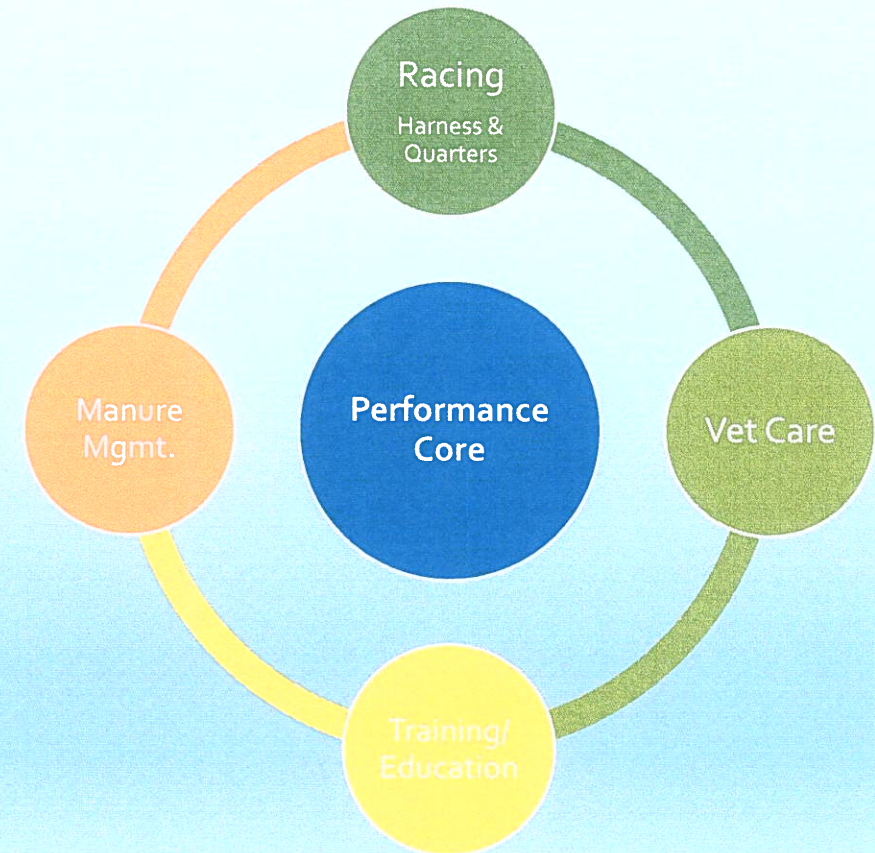 Racing
Harness &
Quarters
Manure
Mgmt.
Performance
Core
Vet Care
Training/
Education